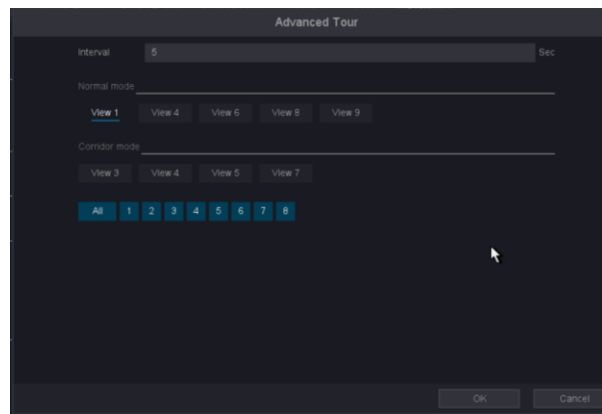 Advanced Tour
Interval 5 Sec
Normal mode
View 1 View 4 View 6 View 8 View 9
Corridor mode
View 3 View 4 View 5 View 7
All 1 2 3 4 5 6 7 8
OK Cancel